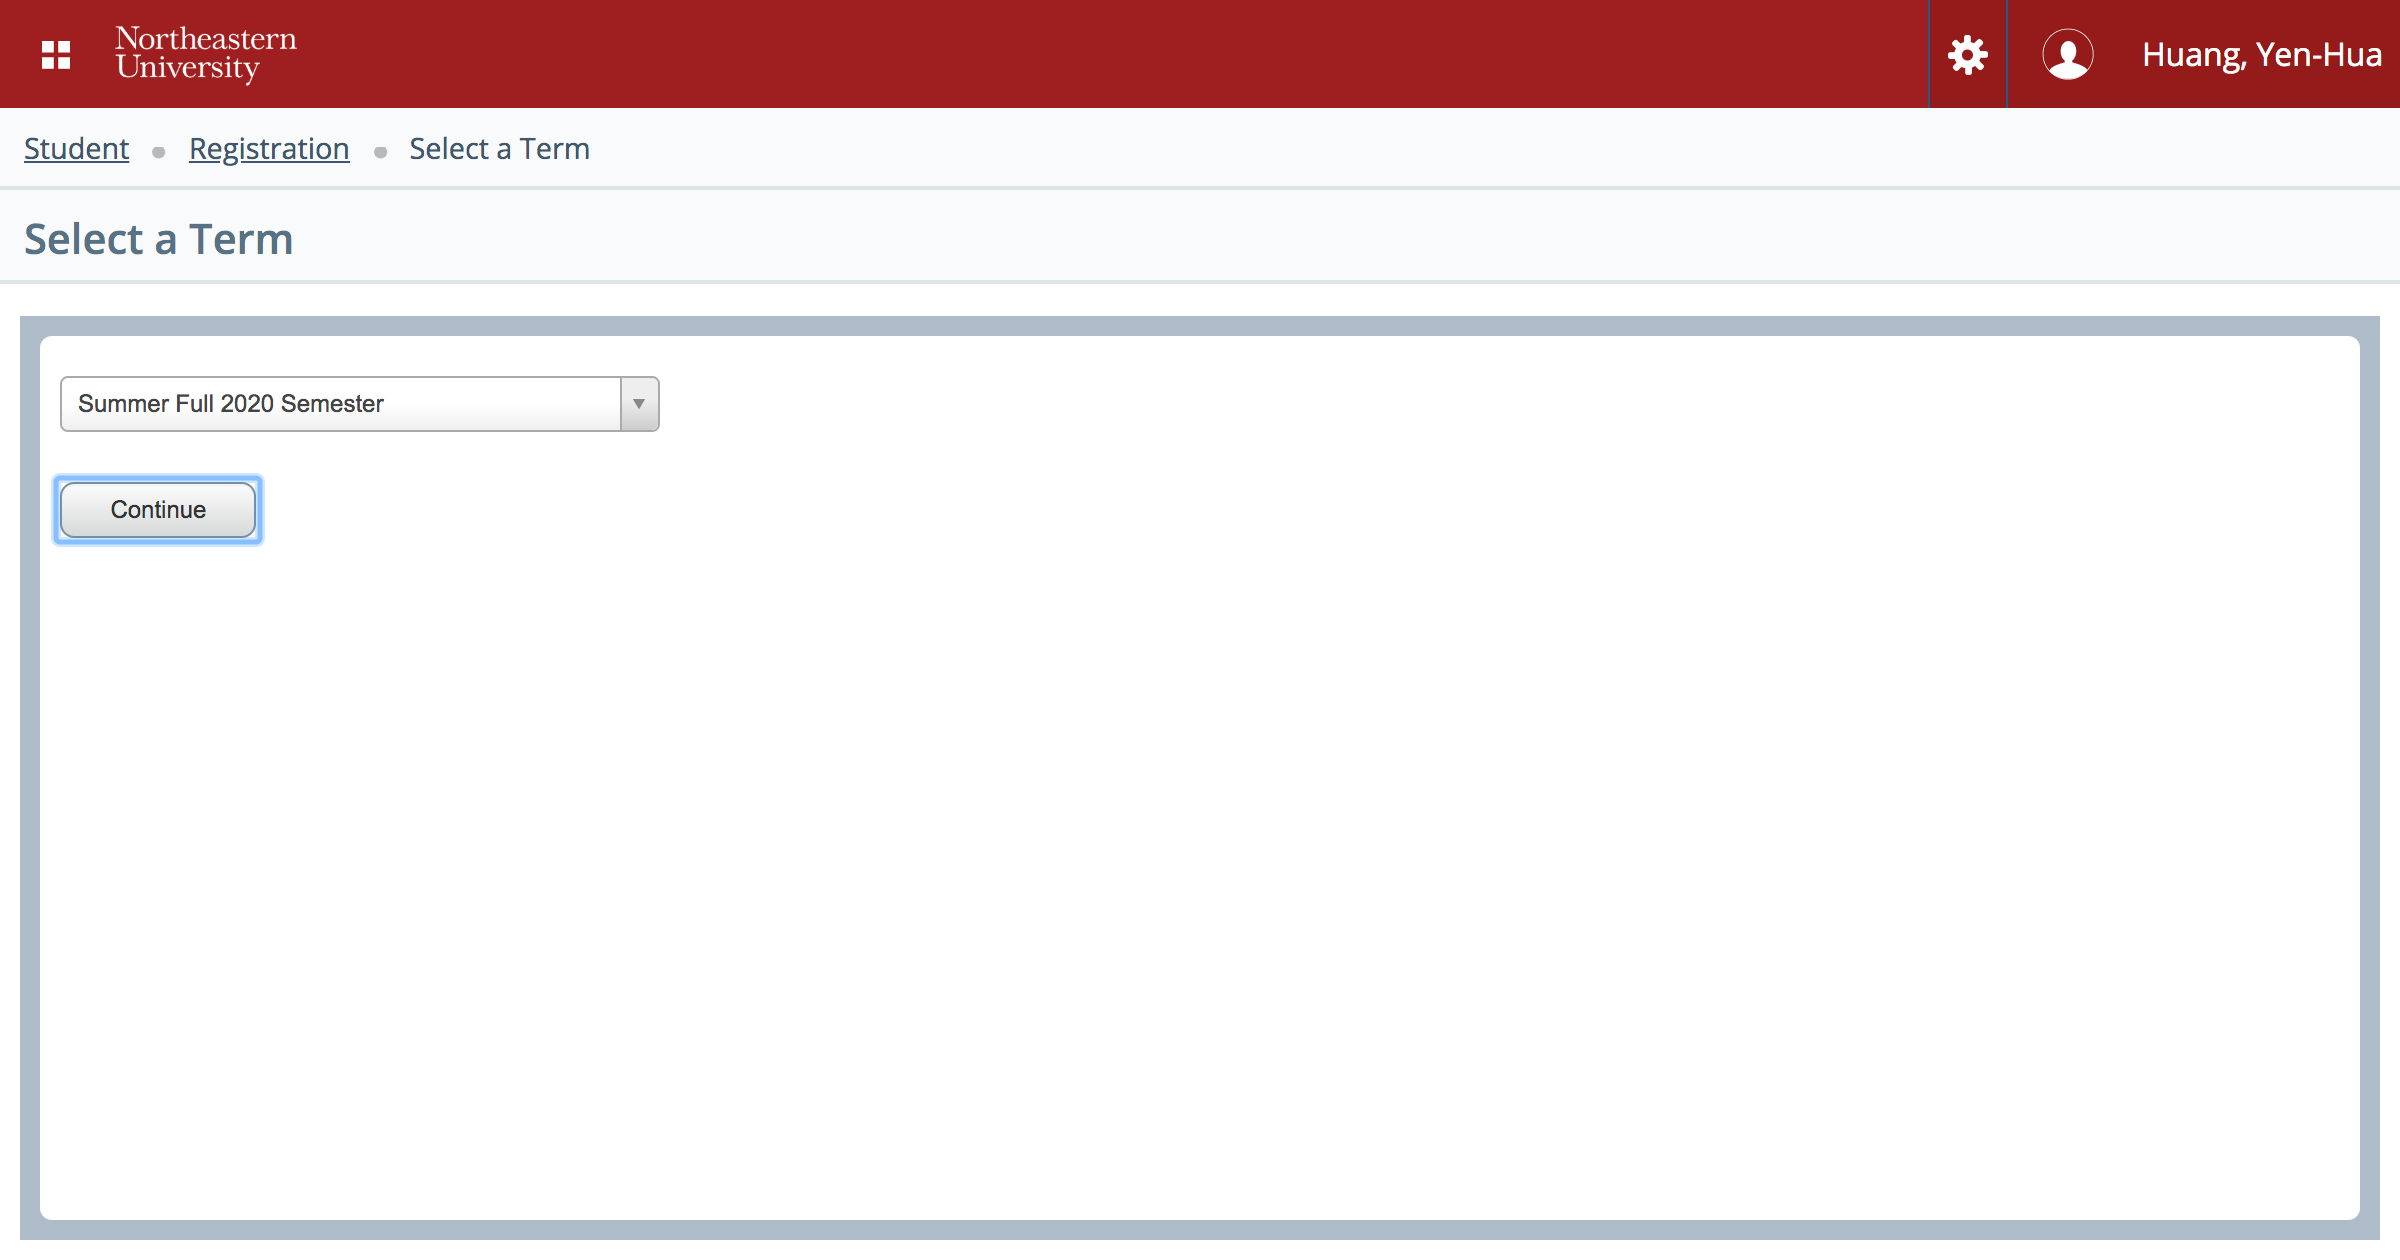 Northeastern
University
Huang, Yen-Hua
Student Registration Select a Term
Select a Term
Summer Full 2020 Semester
Continue